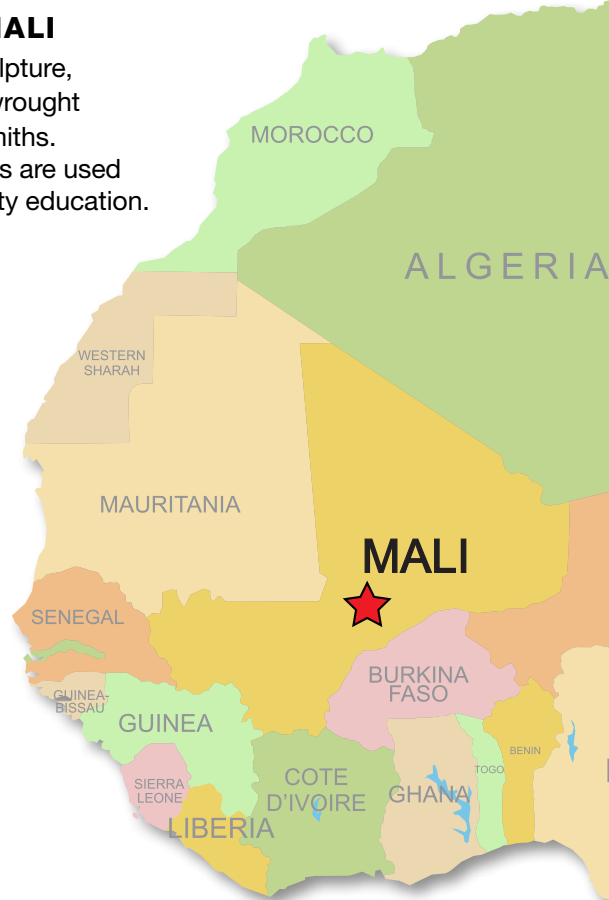 MALI
lpture,
wrought
niths.
s are used
ty education.
MOROCCO
ALGERIA
WESTERN
SHARAH
MAURITANIA
MALI
SENEGAL
BURKINA
FASO
GUINEA-
BISSAU
GUINEA
BENIN
TOGO
SIERRA
LEONE
COTE
D'IVOIRE
GHANA
LIBERIA